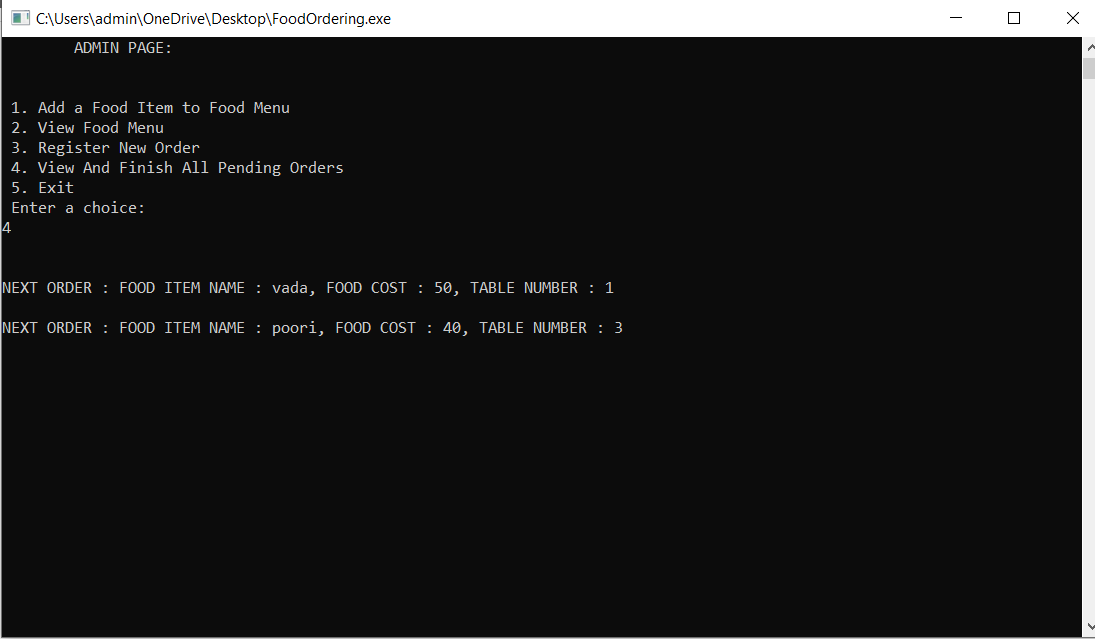 C:\Users\admin\OneDrive\Desktop\FoodOrdering.exe
ADMIN PAGE:
1. Add a Food Item to Food Menu
2. View Food Menu
3. Register New Order
4. View And Finish All Pending Orders
5. Exit
Enter a choice:
4
NEXT ORDER : FOOD ITEM NAME : vada, FOOD COST : 50, TABLE NUMBER : 1
NEXT ORDER : FOOD ITEM NAME : poori, FOOD COST : 40, TABLE NUMBER : 3